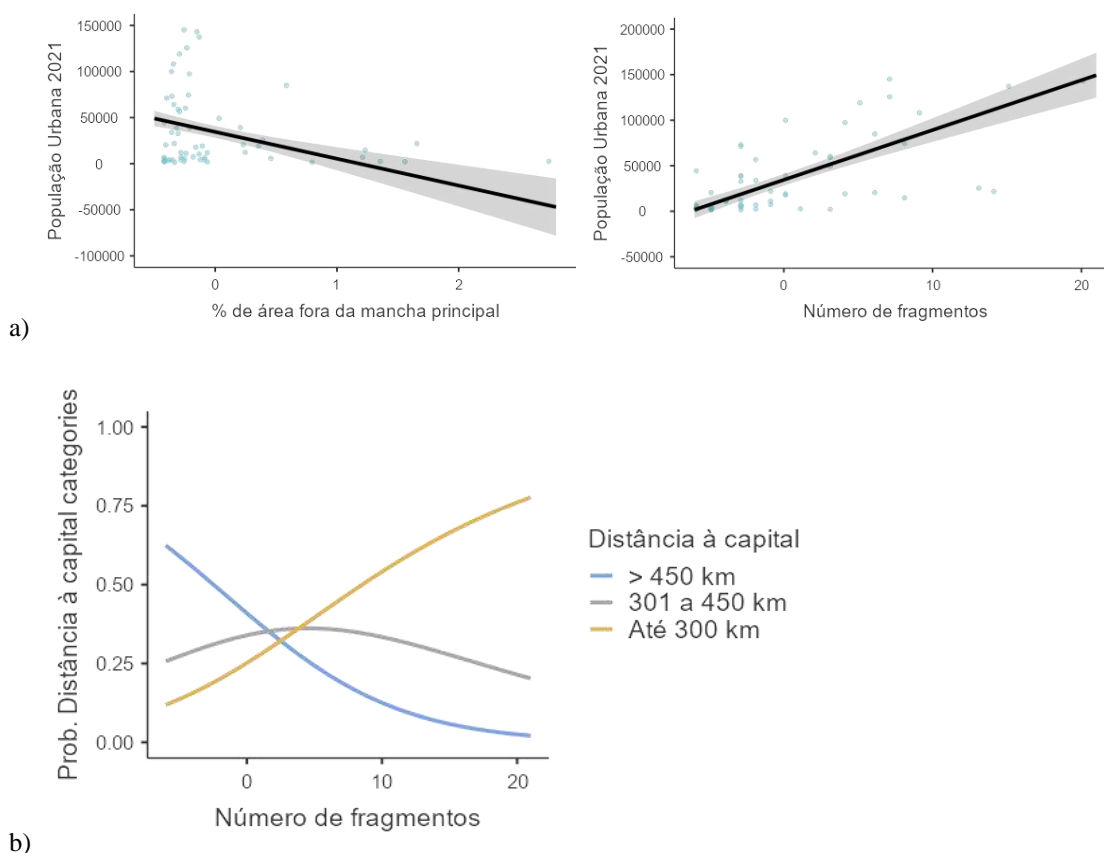 População Urbana 2021
150000
100000
50000
0
-50000
-100000
0 1 2
% de área fora da mancha principal
População Urbana 2021
200000
150000
100000
50000
0
-50000
0 10 20
Número de fragmentos
a)
Prob. Distância à capital categories
1.00
0.75
0.50
0.25
0.00
0 10 20
Número de fragmentos
Distância à capital
> 450 km
301 a 450 km
Até 300 km
b)